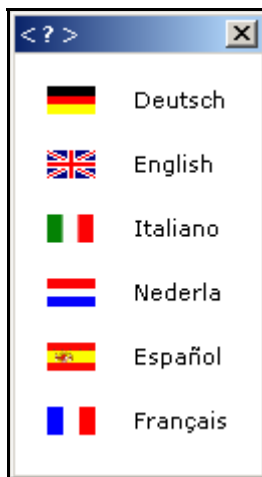 < ? >
Deutsch
English
Italiano
Nederla
Español
Français